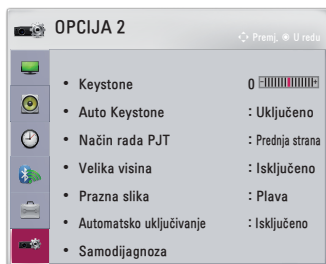 OPCIJA 2
Premj. U redu
• Keystone 0 - +
• Auto Keystone : Uključeno
• Način rada PJT : Prednja strana
• Velika visina : Isključeno
• Prazna slika : Plava
• Automatsko uključivanje : Isključeno
• Samodijagnoza